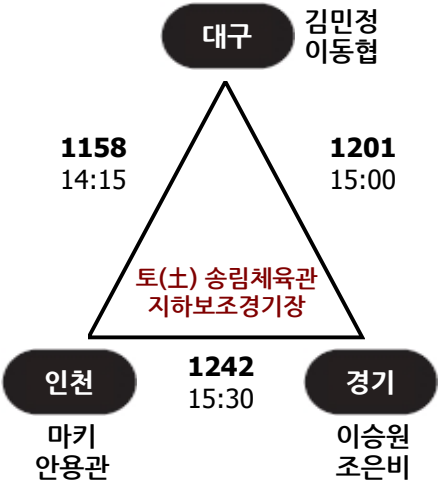 대구
김민정
이동협
1158
14:15
1201
15:00
토(土) 송림체육관
지하보조경기장
인천
1242
15:30
경기
마키
안용관
이승원
조은비